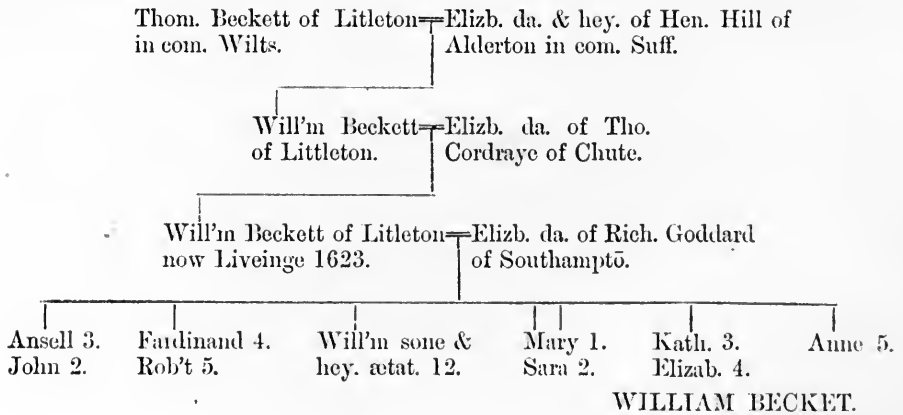 Thom. Beckett of Litleton=Elizb. da. & hey. of Hen. Hill of
in com. Wilts. Alderton in com. Suff.
Will'm Beckett=Elizb. da. of Tho.
of Littleton. Cordraye of Chute.
Will'm Beckett of Litleton=Elizb. da. of Rich. Goddard
now Liveinge 1623. of Southamptō.
Ansell 3. Fardinand 4. Will'm sone & Mary 1. Kath. 3. Anne 5.
John 2. Rob't 5. hey. ætat. 12. Sara 2. Elizab. 4.
WILLIAM BECKET.